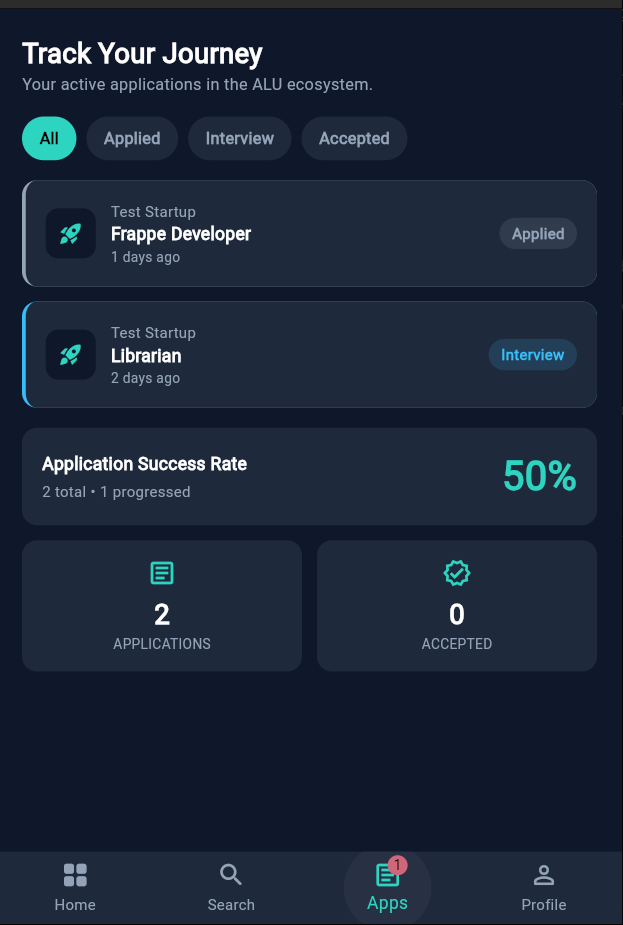 Track Your Journey
Your active applications in the ALU ecosystem.
All Applied Interview Accepted
Test Startup
Frappe Developer
1 days ago
Applied
Test Startup
Librarian
2 days ago
Interview
Application Success Rate
2 total • 1 progressed
50%
2
APPLICATIONS
0
ACCEPTED
1
Home Search Apps Profile